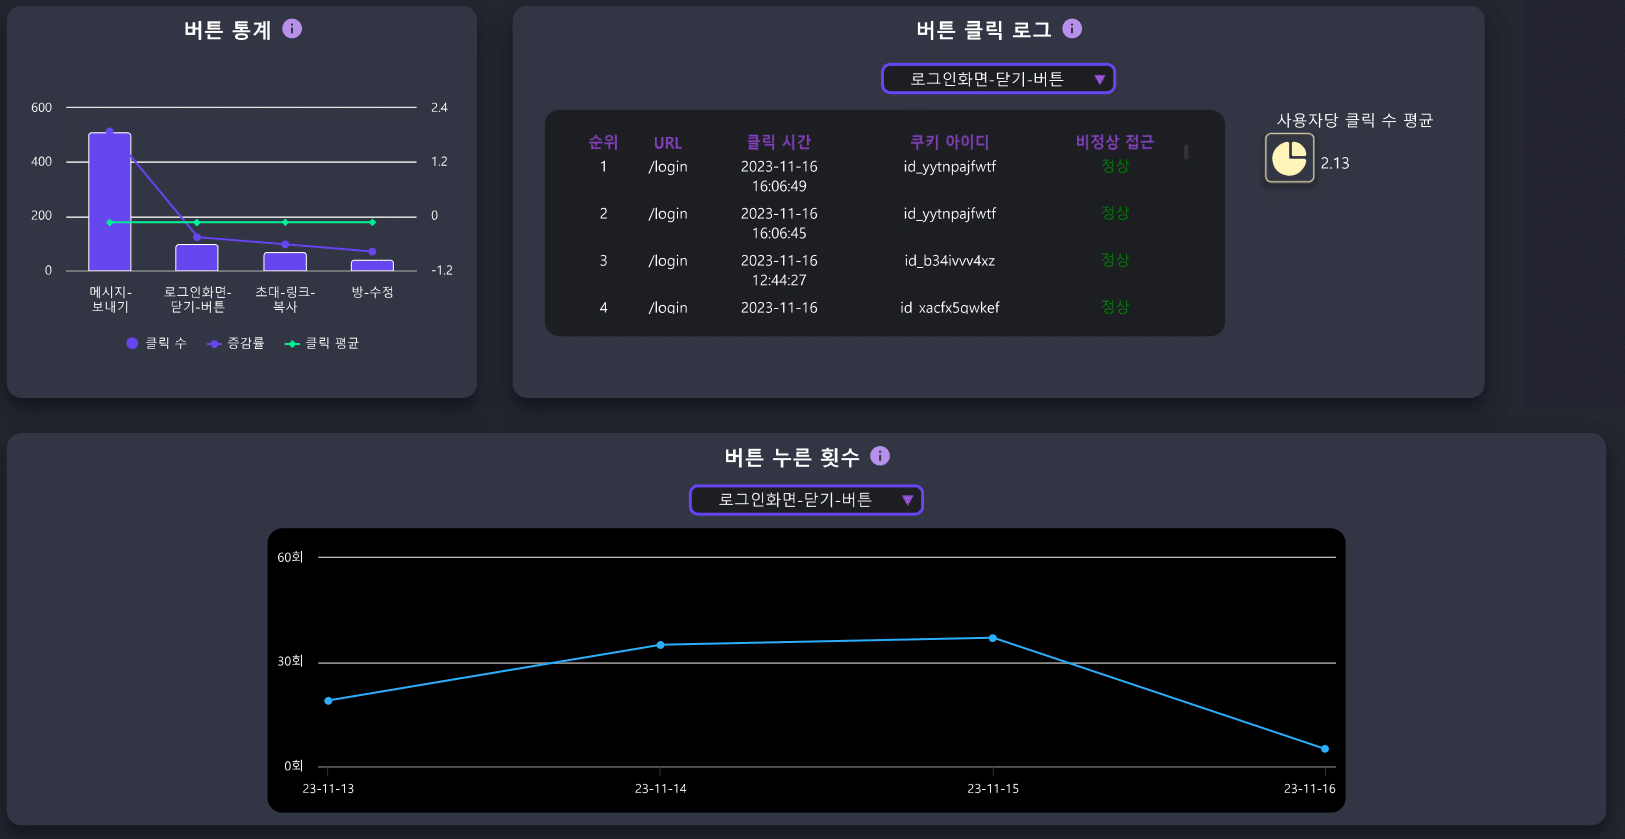 버튼 통계
600
400
200
0
2.4
1.2
0
-1.2
메시지-
보내기
로그인화면-
닫기-버튼
초대-링크-
복사
방-수정
클릭 수
증감률
클릭 평균
버튼 클릭 로그
로그인화면-닫기-버튼
순위 URL 클릭 시간 쿠키 아이디 비정상 접근
1 /login 2023-11-16 id_yytnpajfwtf 정상
16:06:49
2 /login 2023-11-16 id_yytnpajfwtf 정상
16:06:45
3 /login 2023-11-16 id_b34ivvv4xz 정상
12:44:27
4 /login 2023-11-16 id_xacfx5qwkef 정상
사용자당 클릭 수 평균
2.13
버튼 누른 횟수
로그인화면-닫기-버튼
60회
30회
0회
23-11-13 23-11-14 23-11-15 23-11-16